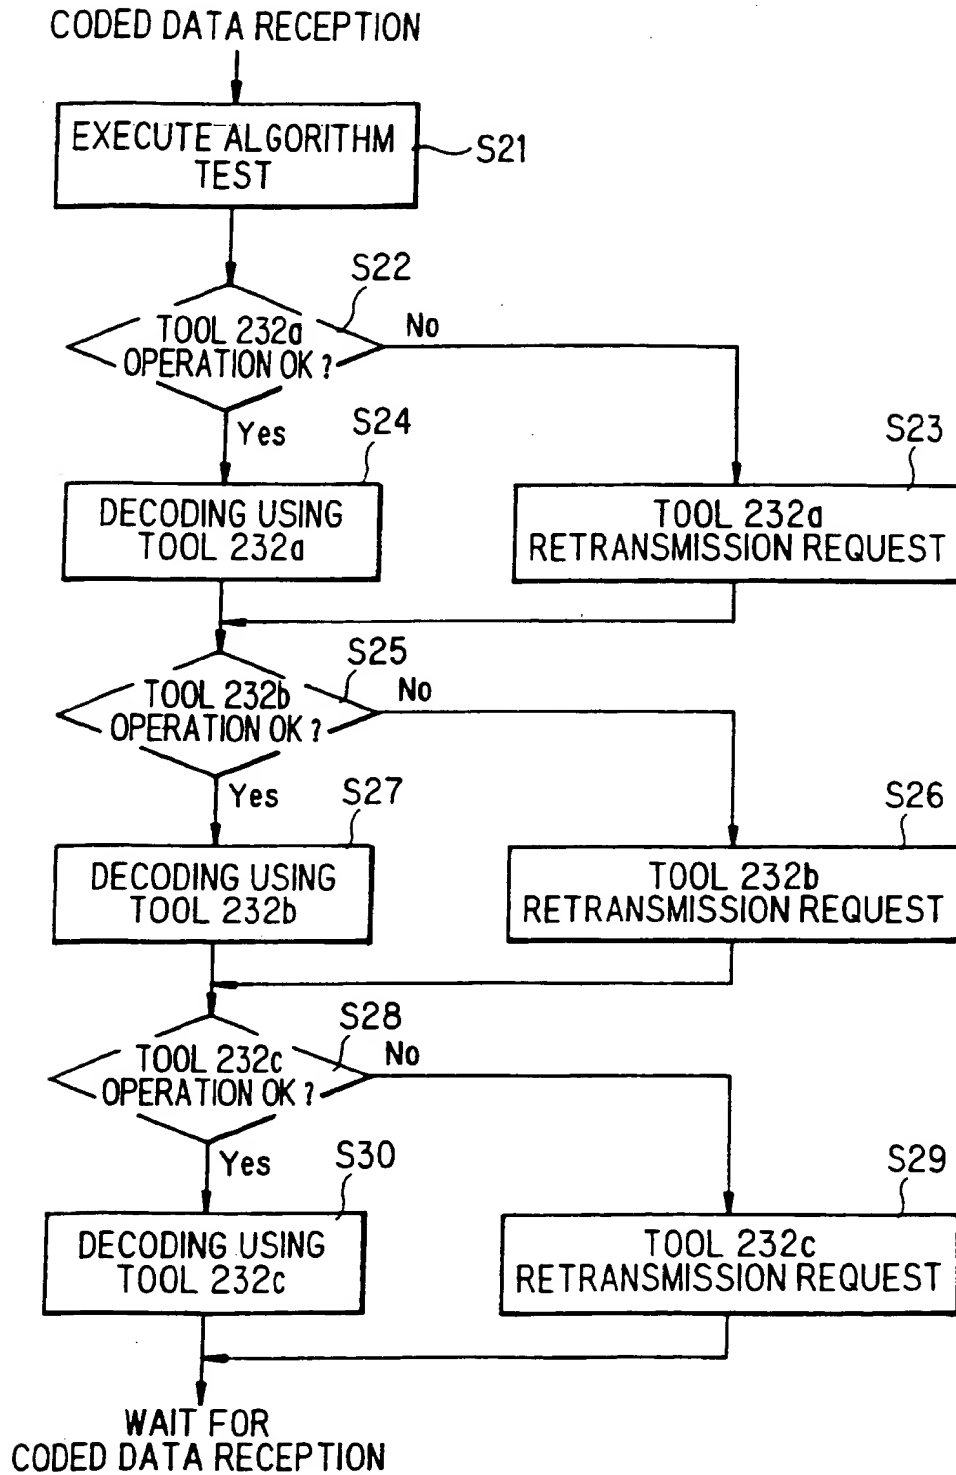 CODED DATA RECEPTION
EXECUTE ALGORITHM
TEST
S21
S22
TOOL 232a
OPERATION OK ?
No
Yes
S24
S23
DECODING USING
TOOL 232a
TOOL 232a
RETRANSMISSION REQUEST
S25
TOOL 232b
OPERATION OK ?
No
Yes
S27
S26
DECODING USING
TOOL 232b
TOOL 232b
RETRANSMISSION REQUEST
S28
TOOL 232c
OPERATION OK ?
No
Yes
S30
S29
DECODING USING
TOOL 232c
TOOL 232c
RETRANSMISSION REQUEST
WAIT FOR
CODED DATA RECEPTION